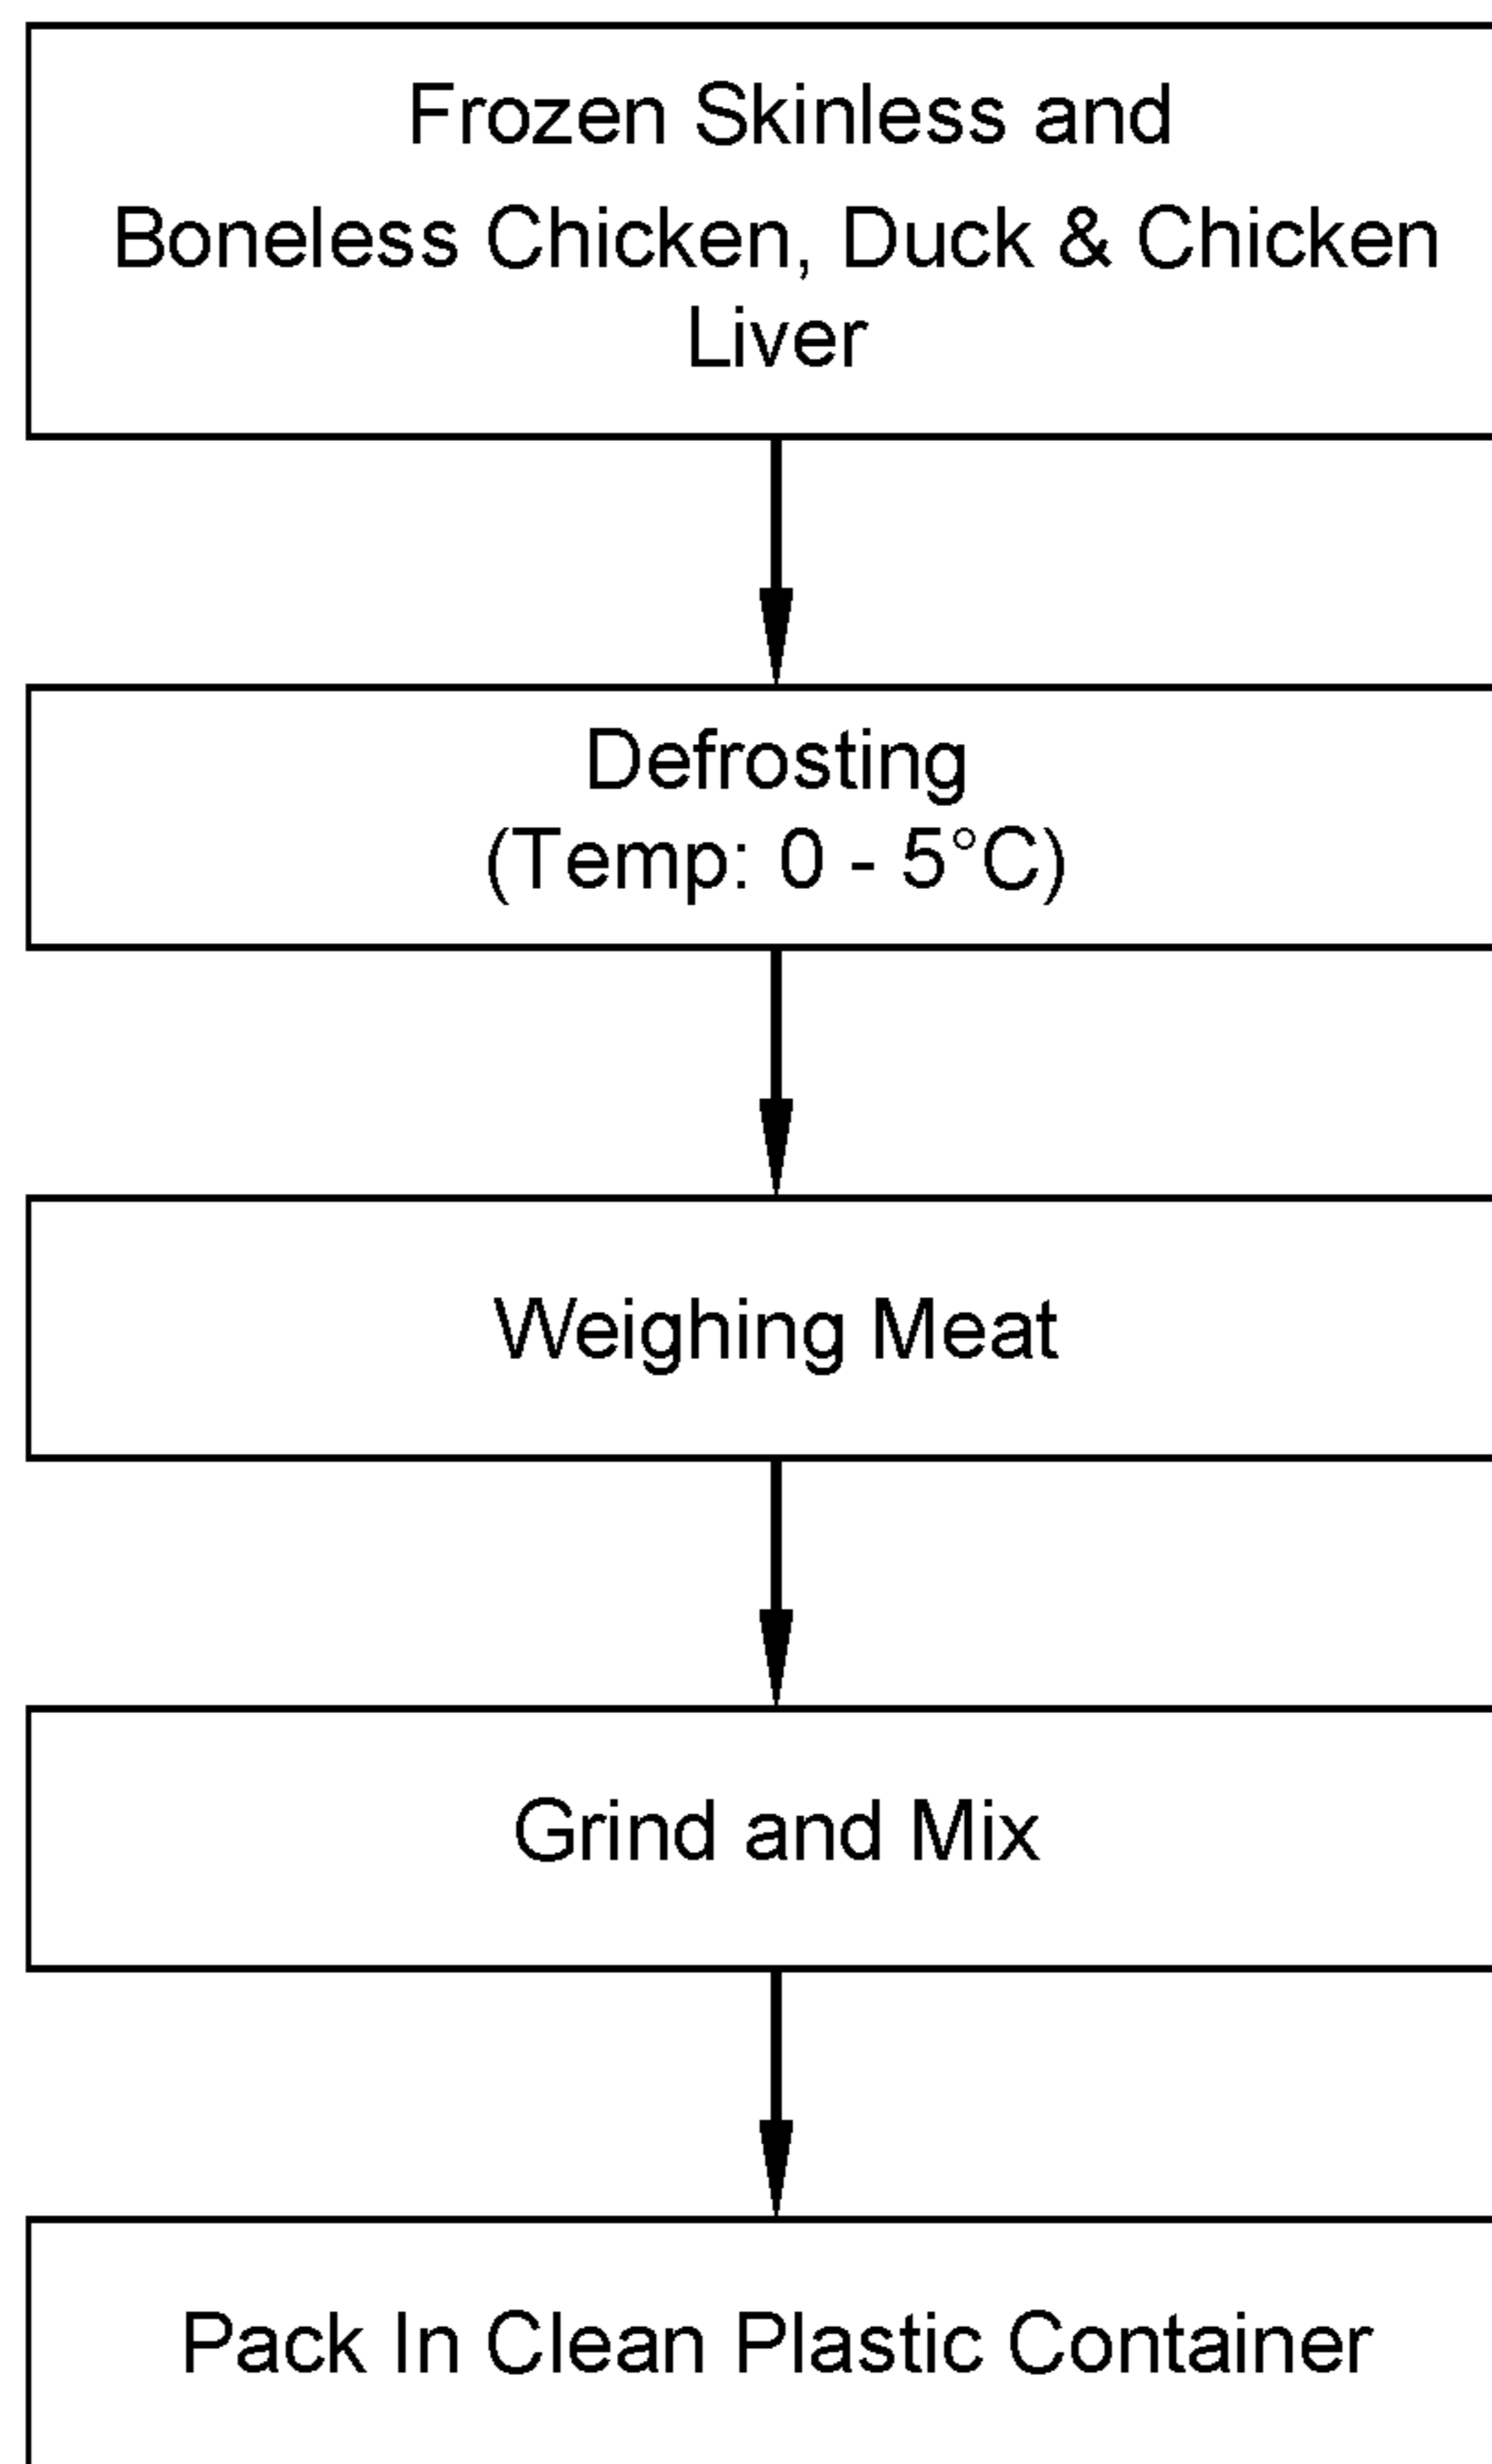 Frozen Skinless and
Boneless Chicken, Duck & Chicken
Liver
Defrosting
(Temp: 0 - 5°C)
Weighing Meat
Grind and Mix
Pack In Clean Plastic Container